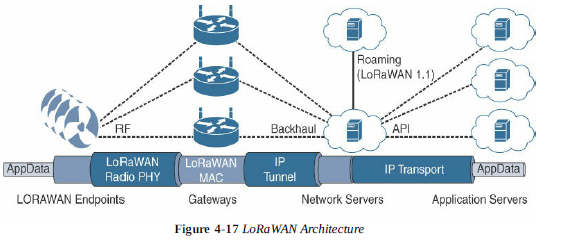 Roaming
(LoRaWAN 1.1)
RF
Backhaul
API
AppData
LoRaWAN
Radio PHY
LoRaWAN
MAC
IP
Tunnel
IP Transport
AppData
LORAWAN Endpoints
Gateways
Network Servers
Application Servers
Figure 4-17 LoRaWAN Architecture